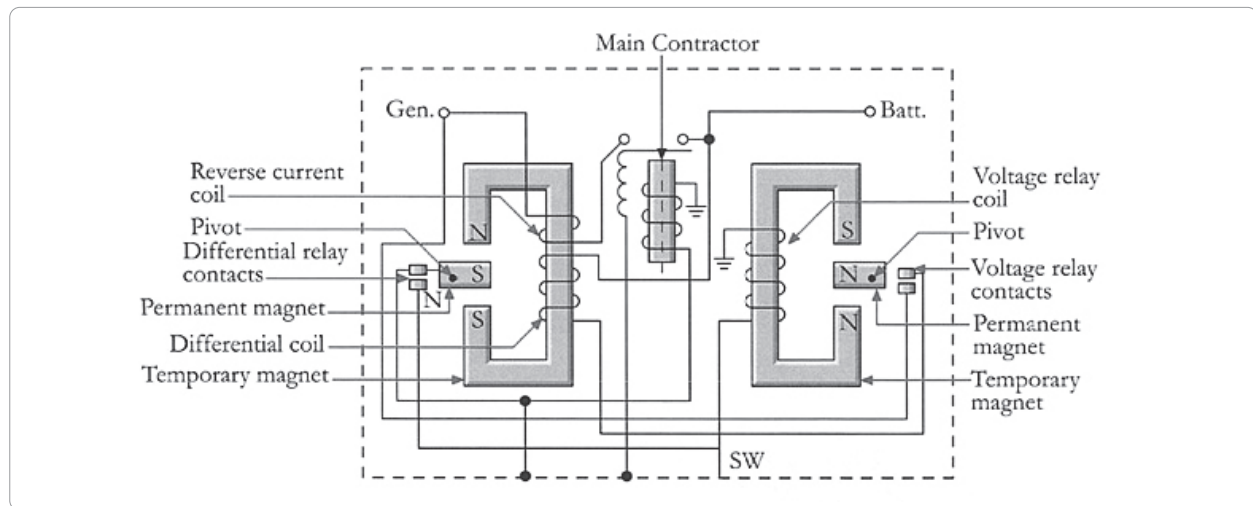 Main Contractor
Gen.
Batt.
Reverse current
coil
Pivot
Differential relay
contacts
Permanent magnet
Differential coil
Temporary magnet
N
S
N
S
S
N
N
Voltage relay
coil
Pivot
Voltage relay
contacts
Permanent
magnet
Temporary
magnet
SW